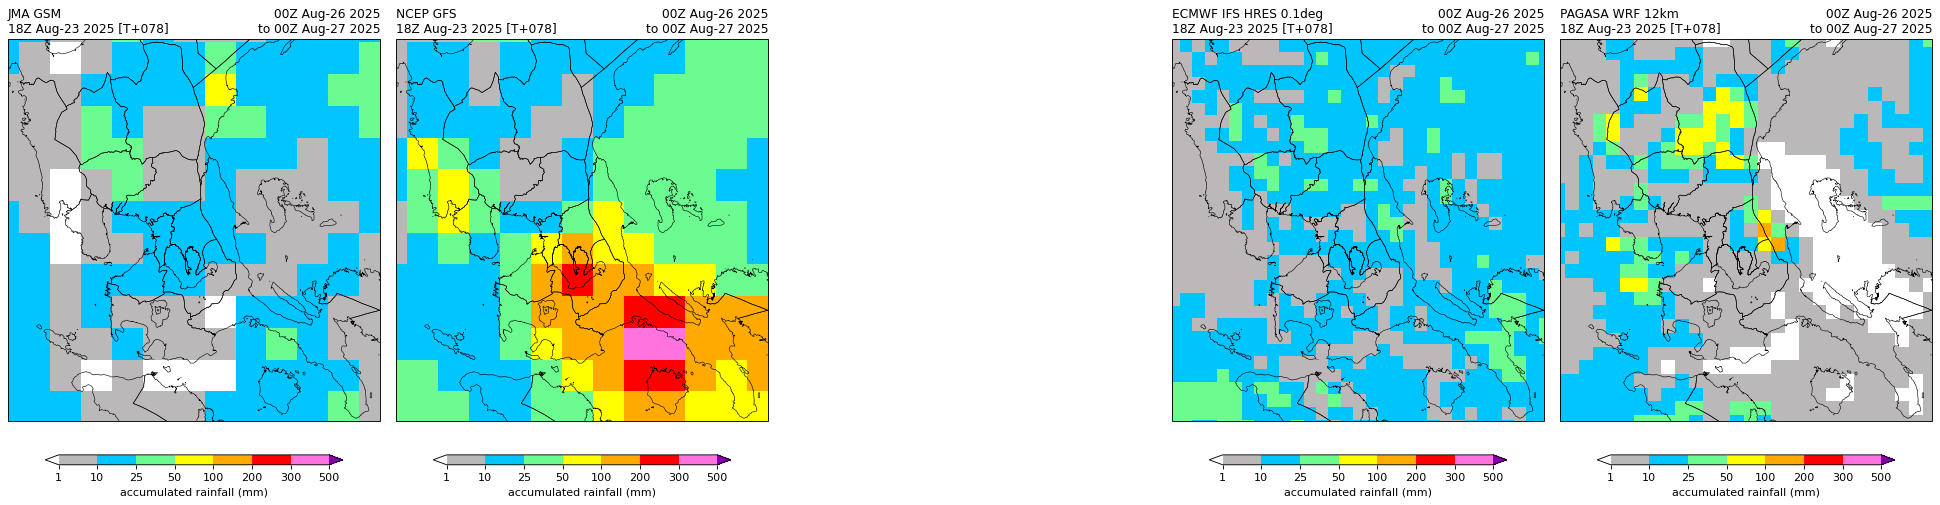 JMA GSM 00Z Aug-26 2025
18Z Aug-23 2025 [T+078] to 00Z Aug-27 2025
NCEP GFS 00Z Aug-26 2025
18Z Aug-23 2025 [T+078] to 00Z Aug-27 2025
ECMWF IFS HRES 0.1deg 00Z Aug-26 2025
18Z Aug-23 2025 [T+078] to 00Z Aug-27 2025
PAGASA WRF 12km 00Z Aug-26 2025
18Z Aug-23 2025 [T+078] to 00Z Aug-27 2025
1 10 25 50 100 200 300 500
accumulated rainfall (mm)
1 10 25 50 100 200 300 500
accumulated rainfall (mm)
1 10 25 50 100 200 300 500
accumulated rainfall (mm)
1 10 25 50 100 200 300 500
accumulated rainfall (mm)